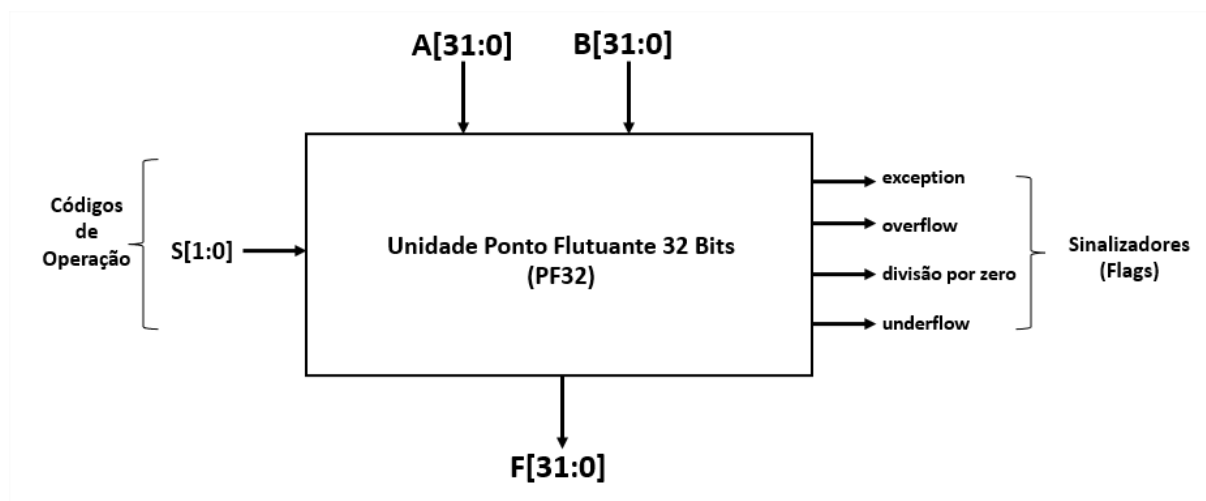 A[31:0]
B[31:0]
Códigos
de
Operação
S[1:0]
Unidade Ponto Flutuante 32 Bits
(PF32)
exception
overflow
divisão por zero
underflow
Sinalizadores
(Flags)
F[31:0]